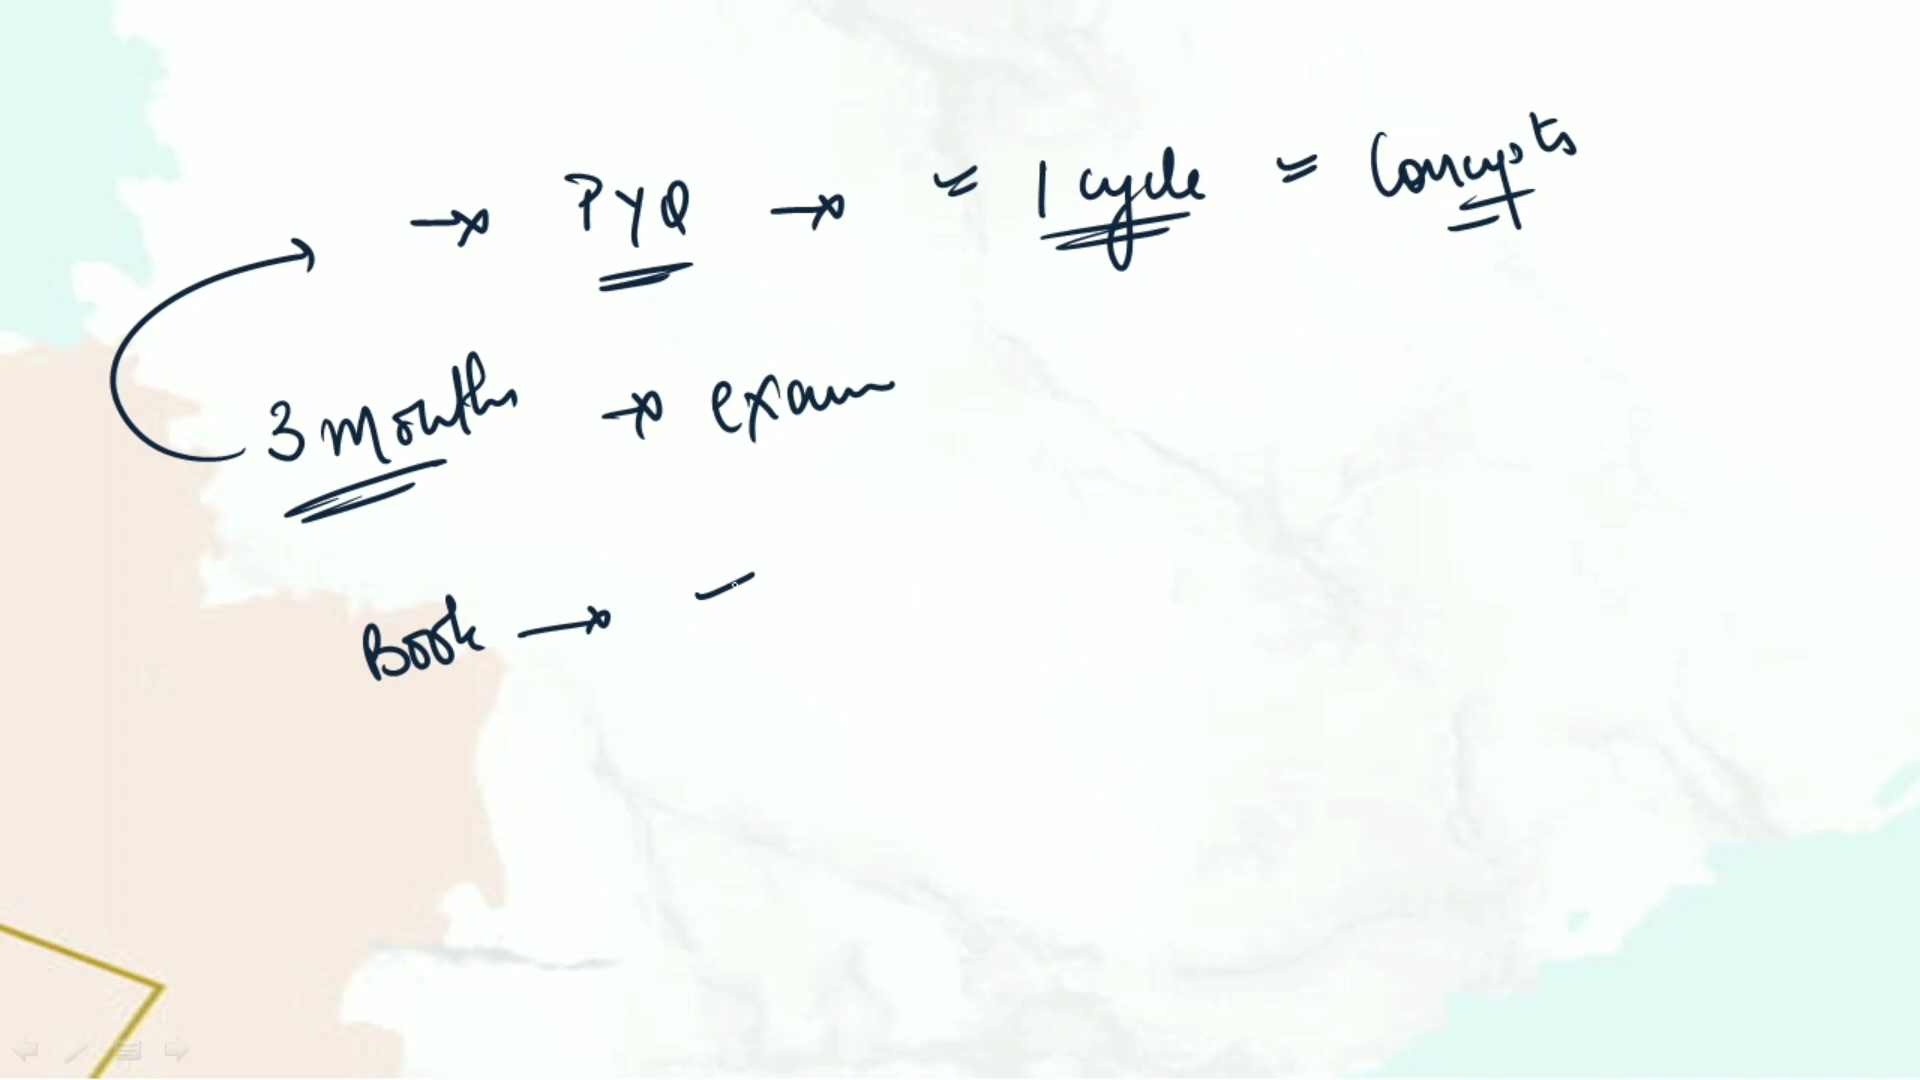 → PYQ → = 1 cycle = Concepts
3 months → exam
Book →